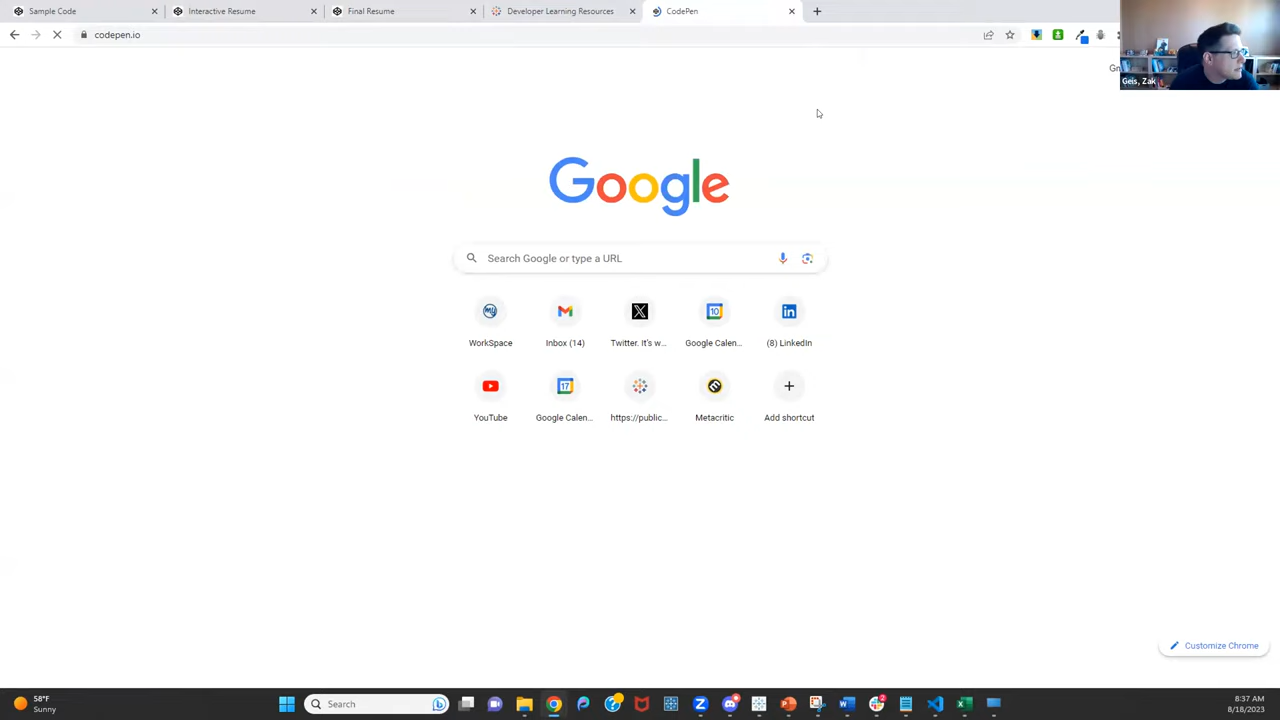 Sample Code
Interactive Resume
Final Resume
Developer Learning Resources
CodePen
codepen.io
Geis, Zak
Google
Search Google or type a URL
WorkSpace
Inbox (14)
Twitter. It's w...
Google Calen...
(8) LinkedIn
YouTube
Google Calen...
https://public...
Metacritic
Add shortcut
Customize Chrome
58°F
Sunny
Search
8:37 AM
8/18/2023